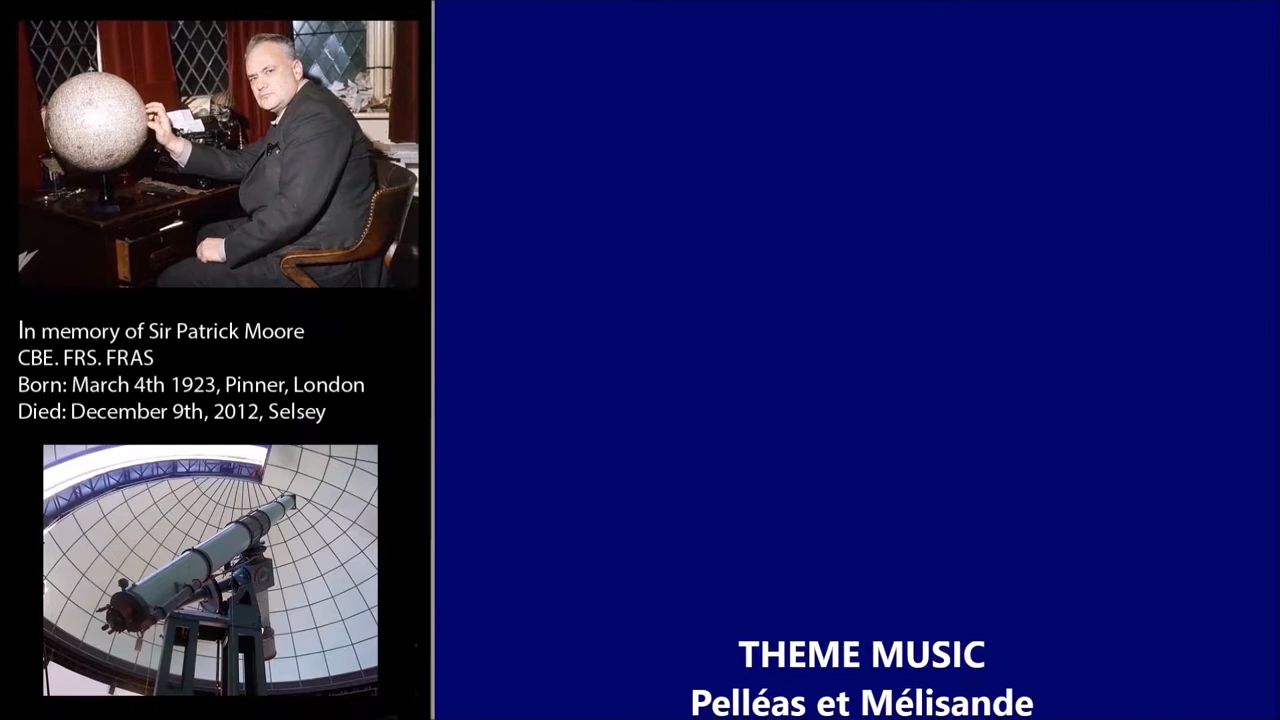 In memory of Sir Patrick Moore
CBE. FRS. FRAS
Born: March 4th 1923, Pinner, London
Died: December 9th, 2012, Selsey
THEME MUSIC
Pelléas et Mélisande